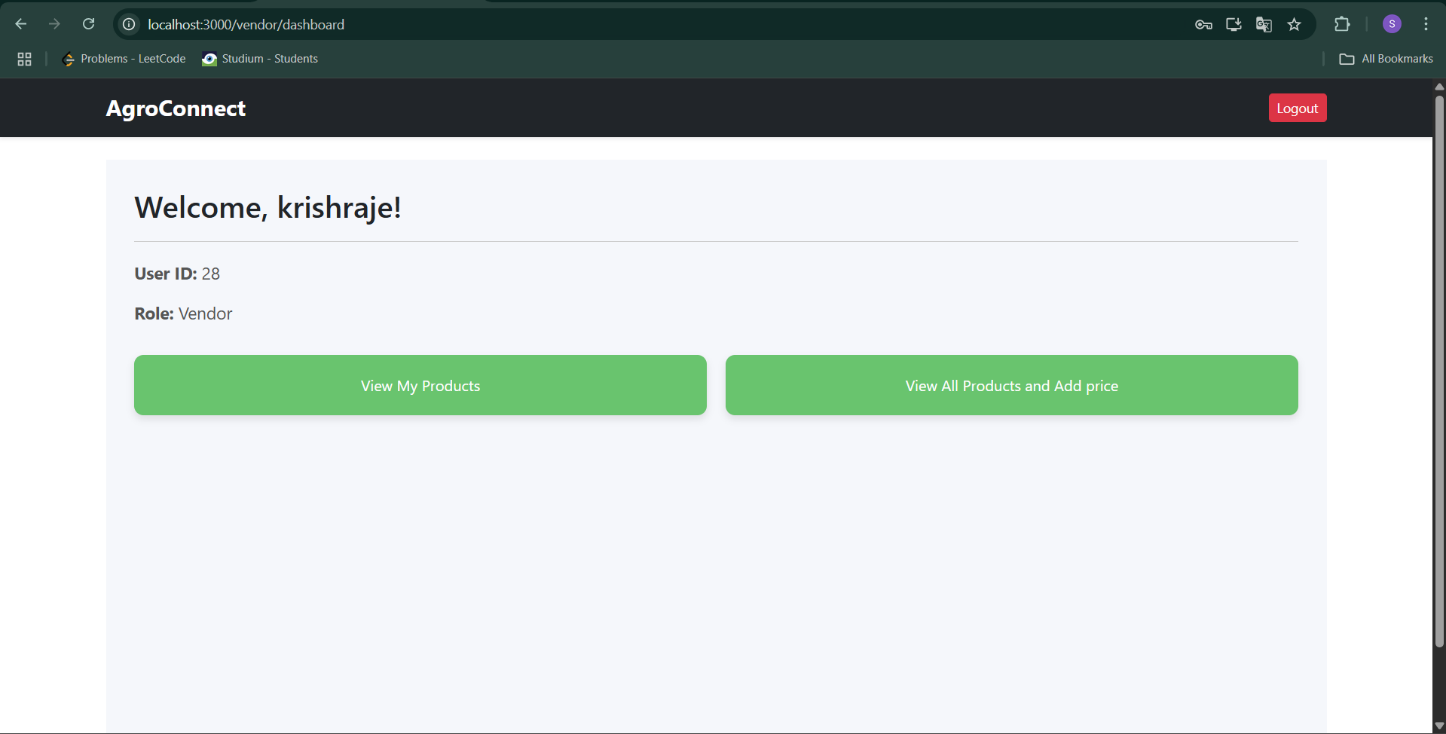 localhost:3000/vendor/dashboard
S
Problems - LeetCode
Studium - Students
All Bookmarks
AgroConnect
Logout
Welcome, krishraje!
User ID: 28
Role: Vendor
View My Products
View All Products and Add price